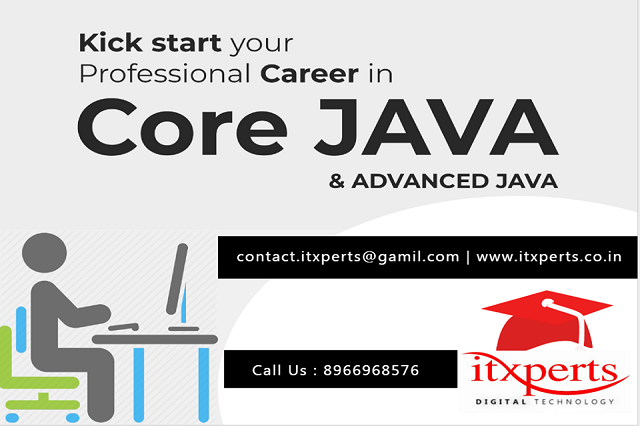 Kick start your
Professional Career in
Core JAVA
& ADVANCED JAVA
contact.itxperts@gamil.com | www.itxperts.co.in
Call Us : 8966968576
itxperts
DIGITAL TECHNOLOGY